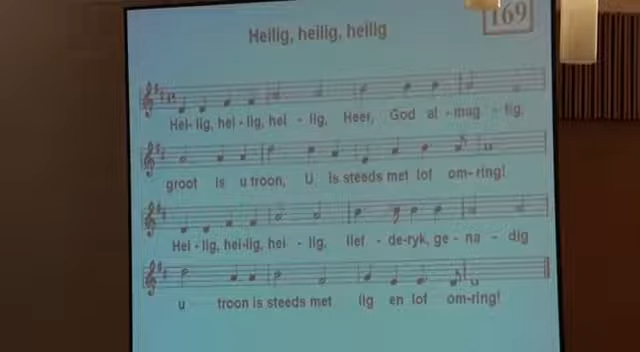 Heilig, heilig, heilig
169
Hei - lig, hei - lig, hei - lig, Heer, God al - mag - tig,
groot is u troon, U is steeds met lof om- ring!
Hei - lig, hei-lig, hei - lig, lief - de-ryk, ge - na - dig
u troon is steeds met lig en lof om-ring!